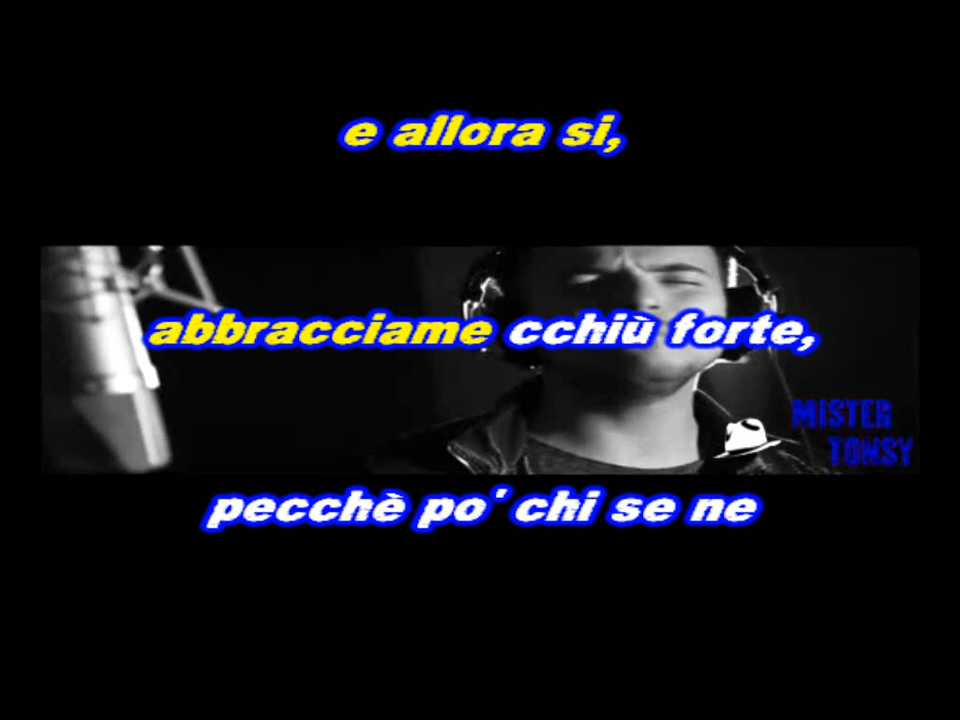 e allora si,
abbracciame cchiù forte,
MISTER
TONSY
pecchè po' chi se ne